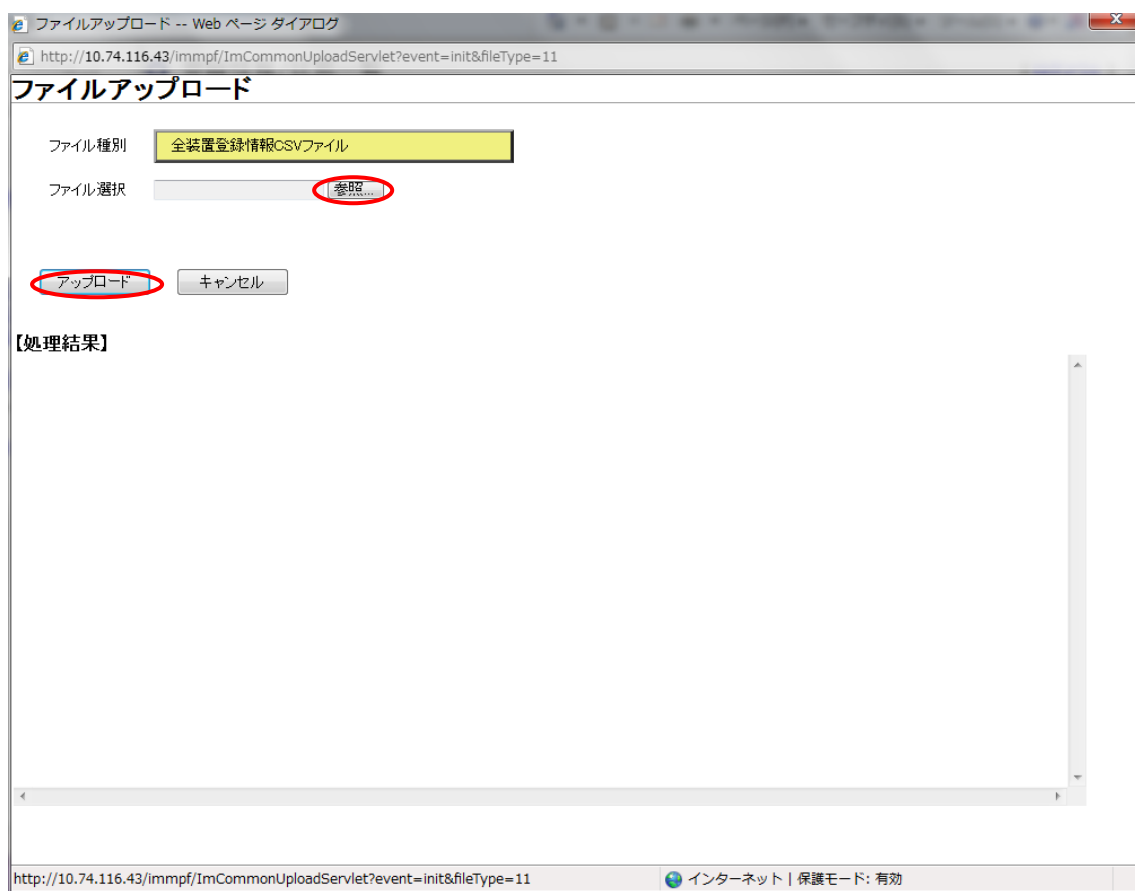 ファイルアップロード -- Web ページ ダイアログ
http://10.74.116.43/immpf/ImCommonUploadServlet?event=init&fileType=11
ファイルアップロード
ファイル種別 全装置登録情報CSVファイル
ファイル選択 参照...
アップロード キャンセル
【処理結果】
http://10.74.116.43/immpf/ImCommonUploadServlet?event=init&fileType=11 インターネット | 保護モード: 有効